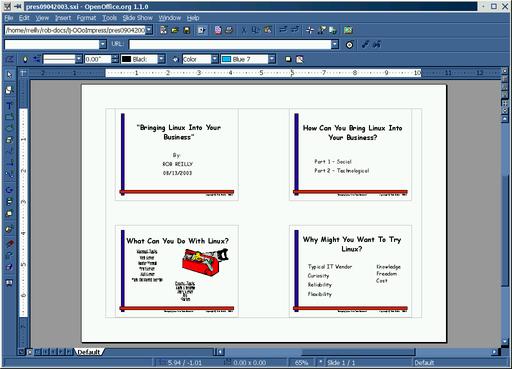 pres09042003.sxi - OpenOffice.org 1.1.0
File Edit View Insert Format Tools Slide Show Window Help
/home/rreilly/rob-docs/lj-OOoImpress/pres0904200
URL:
0.00" Black Color Blue 7
"Bringing Linux Into Your
Business"
By
ROB REILLY
08/13/2003
How Can You Bring Linux Into
Your Business?
Part 1 - Social
Part 2 - Technological
What Can You Do With Linux?
Why Might You Want To Try
Linux?
Typical IT Vendor
Curiosity
Reliability
Flexibility
Knowledge
Freedom
Cost
Default
5.94 / -1.01 0.00 x 0.00 65% * Slide 1 / 1 Default